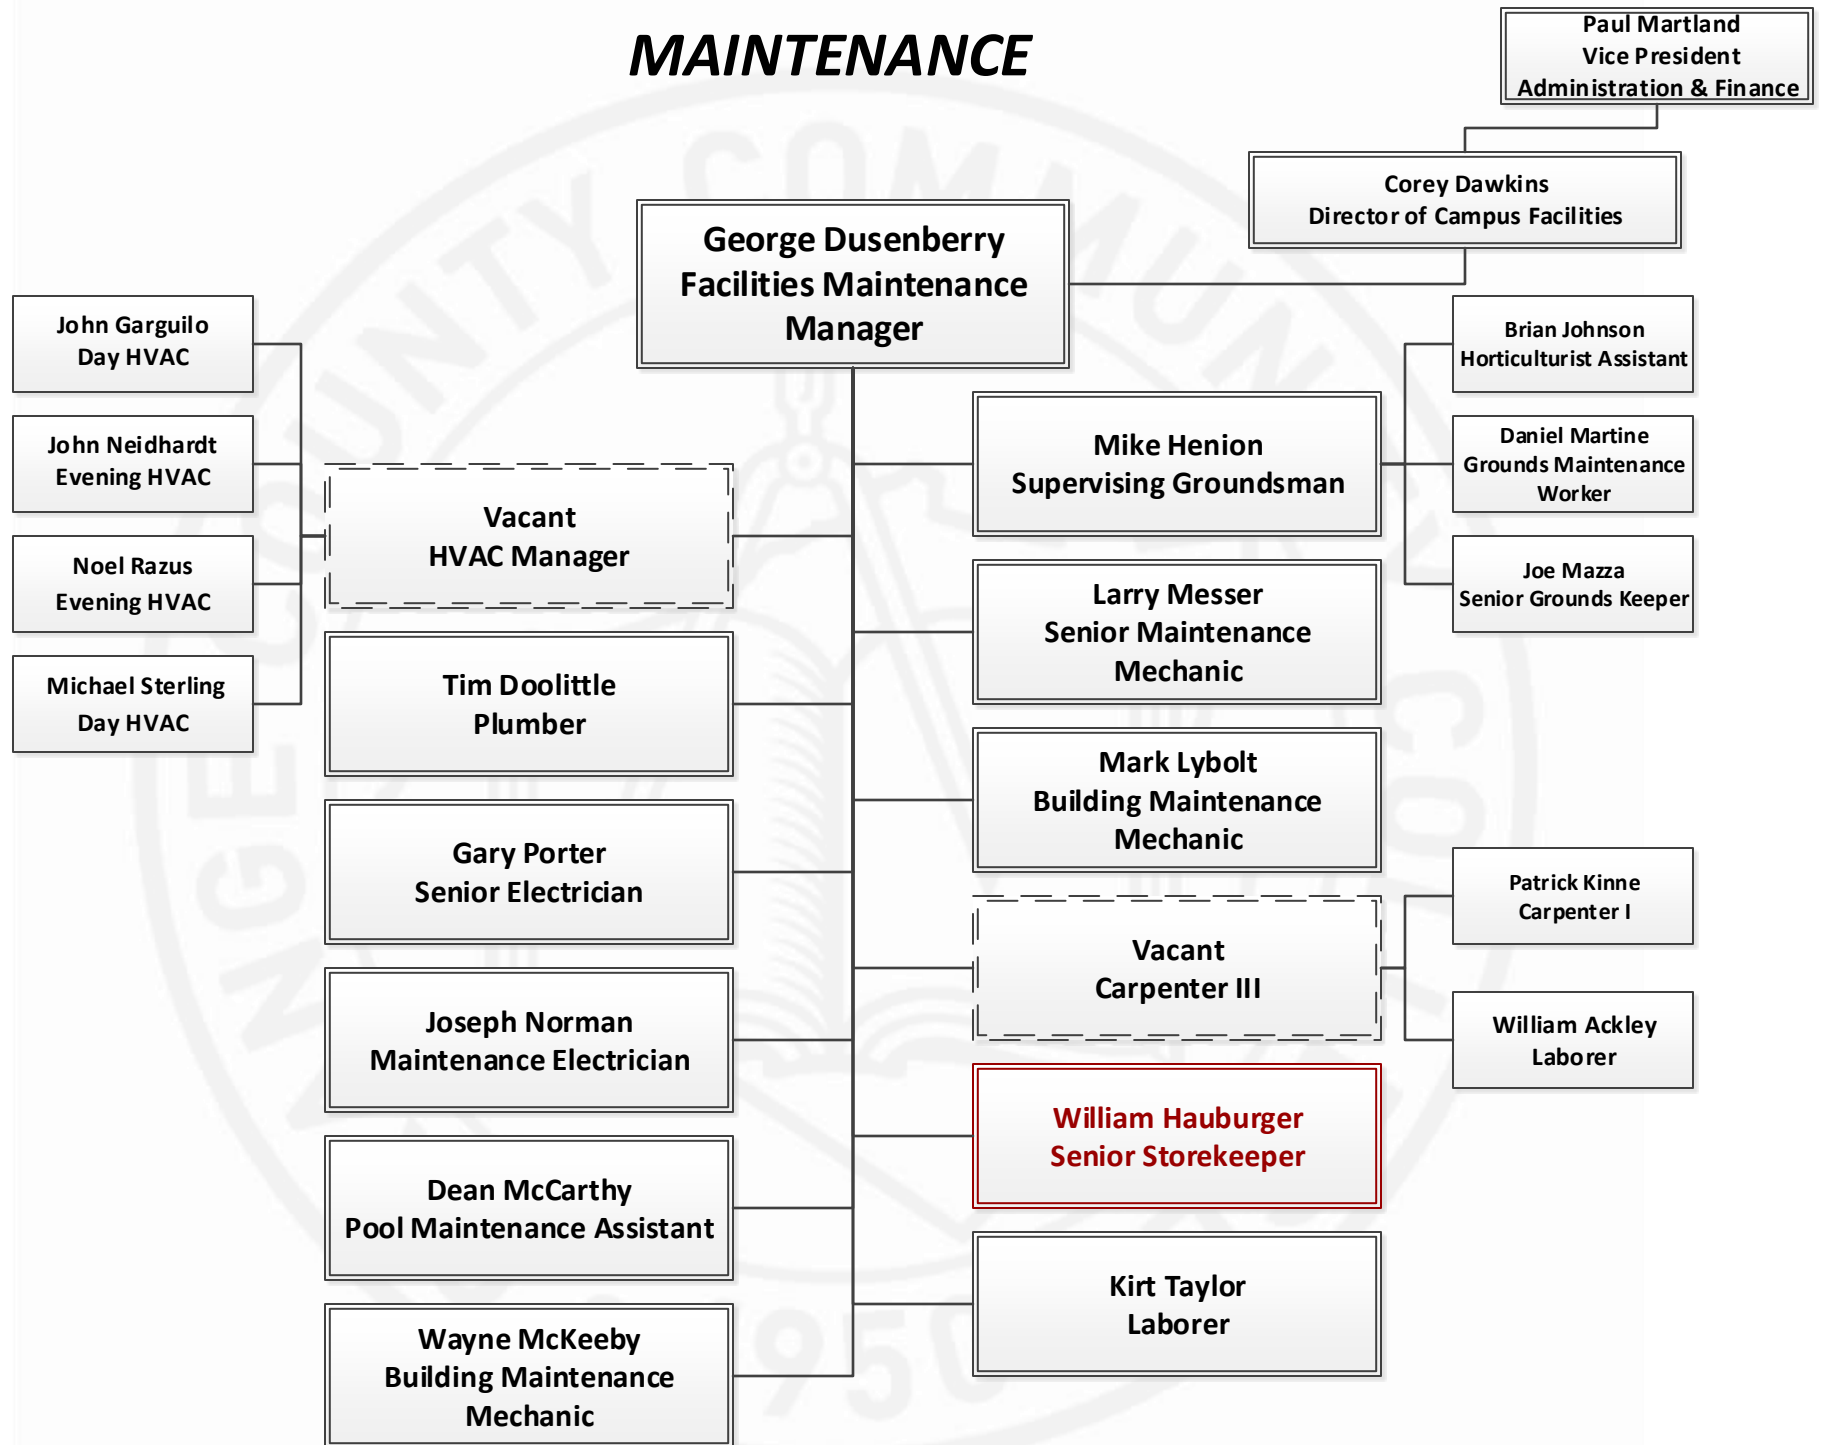 MAINTENANCE
Paul Martland
Vice President
Administration & Finance
Corey Dawkins
Director of Campus Facilities
George Dusenberry
Facilities Maintenance
Manager
John Garguilo
Day HVAC
John Neidhardt
Evening HVAC
Noel Razus
Evening HVAC
Michael Sterling
Day HVAC
Vacant
HVAC Manager
Tim Doolittle
Plumber
Gary Porter
Senior Electrician
Joseph Norman
Maintenance Electrician
Dean McCarthy
Pool Maintenance Assistant
Wayne McKeeby
Building Maintenance
Mechanic
Mike Henion
Supervising Groundsman
Larry Messer
Senior Maintenance
Mechanic
Mark Lybolt
Building Maintenance
Mechanic
Vacant
Carpenter III
William Hauburger
Senior Storekeeper
Kirt Taylor
Laborer
Brian Johnson
Horticulturist Assistant
Daniel Martine
Grounds Maintenance
Worker
Joe Mazza
Senior Grounds Keeper
Patrick Kinne
Carpenter I
William Ackley
Laborer
COUNTY COMMUNITY
1950